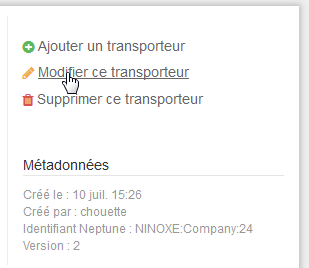 Ajouter un transporteur
Modifier ce transporteur
Supprimer ce transporteur
Métadonnées
Créé le : 10 juil. 15:26
Créé par : chouette
Identifiant Neptune : NINOXE:Company:24
Version : 2